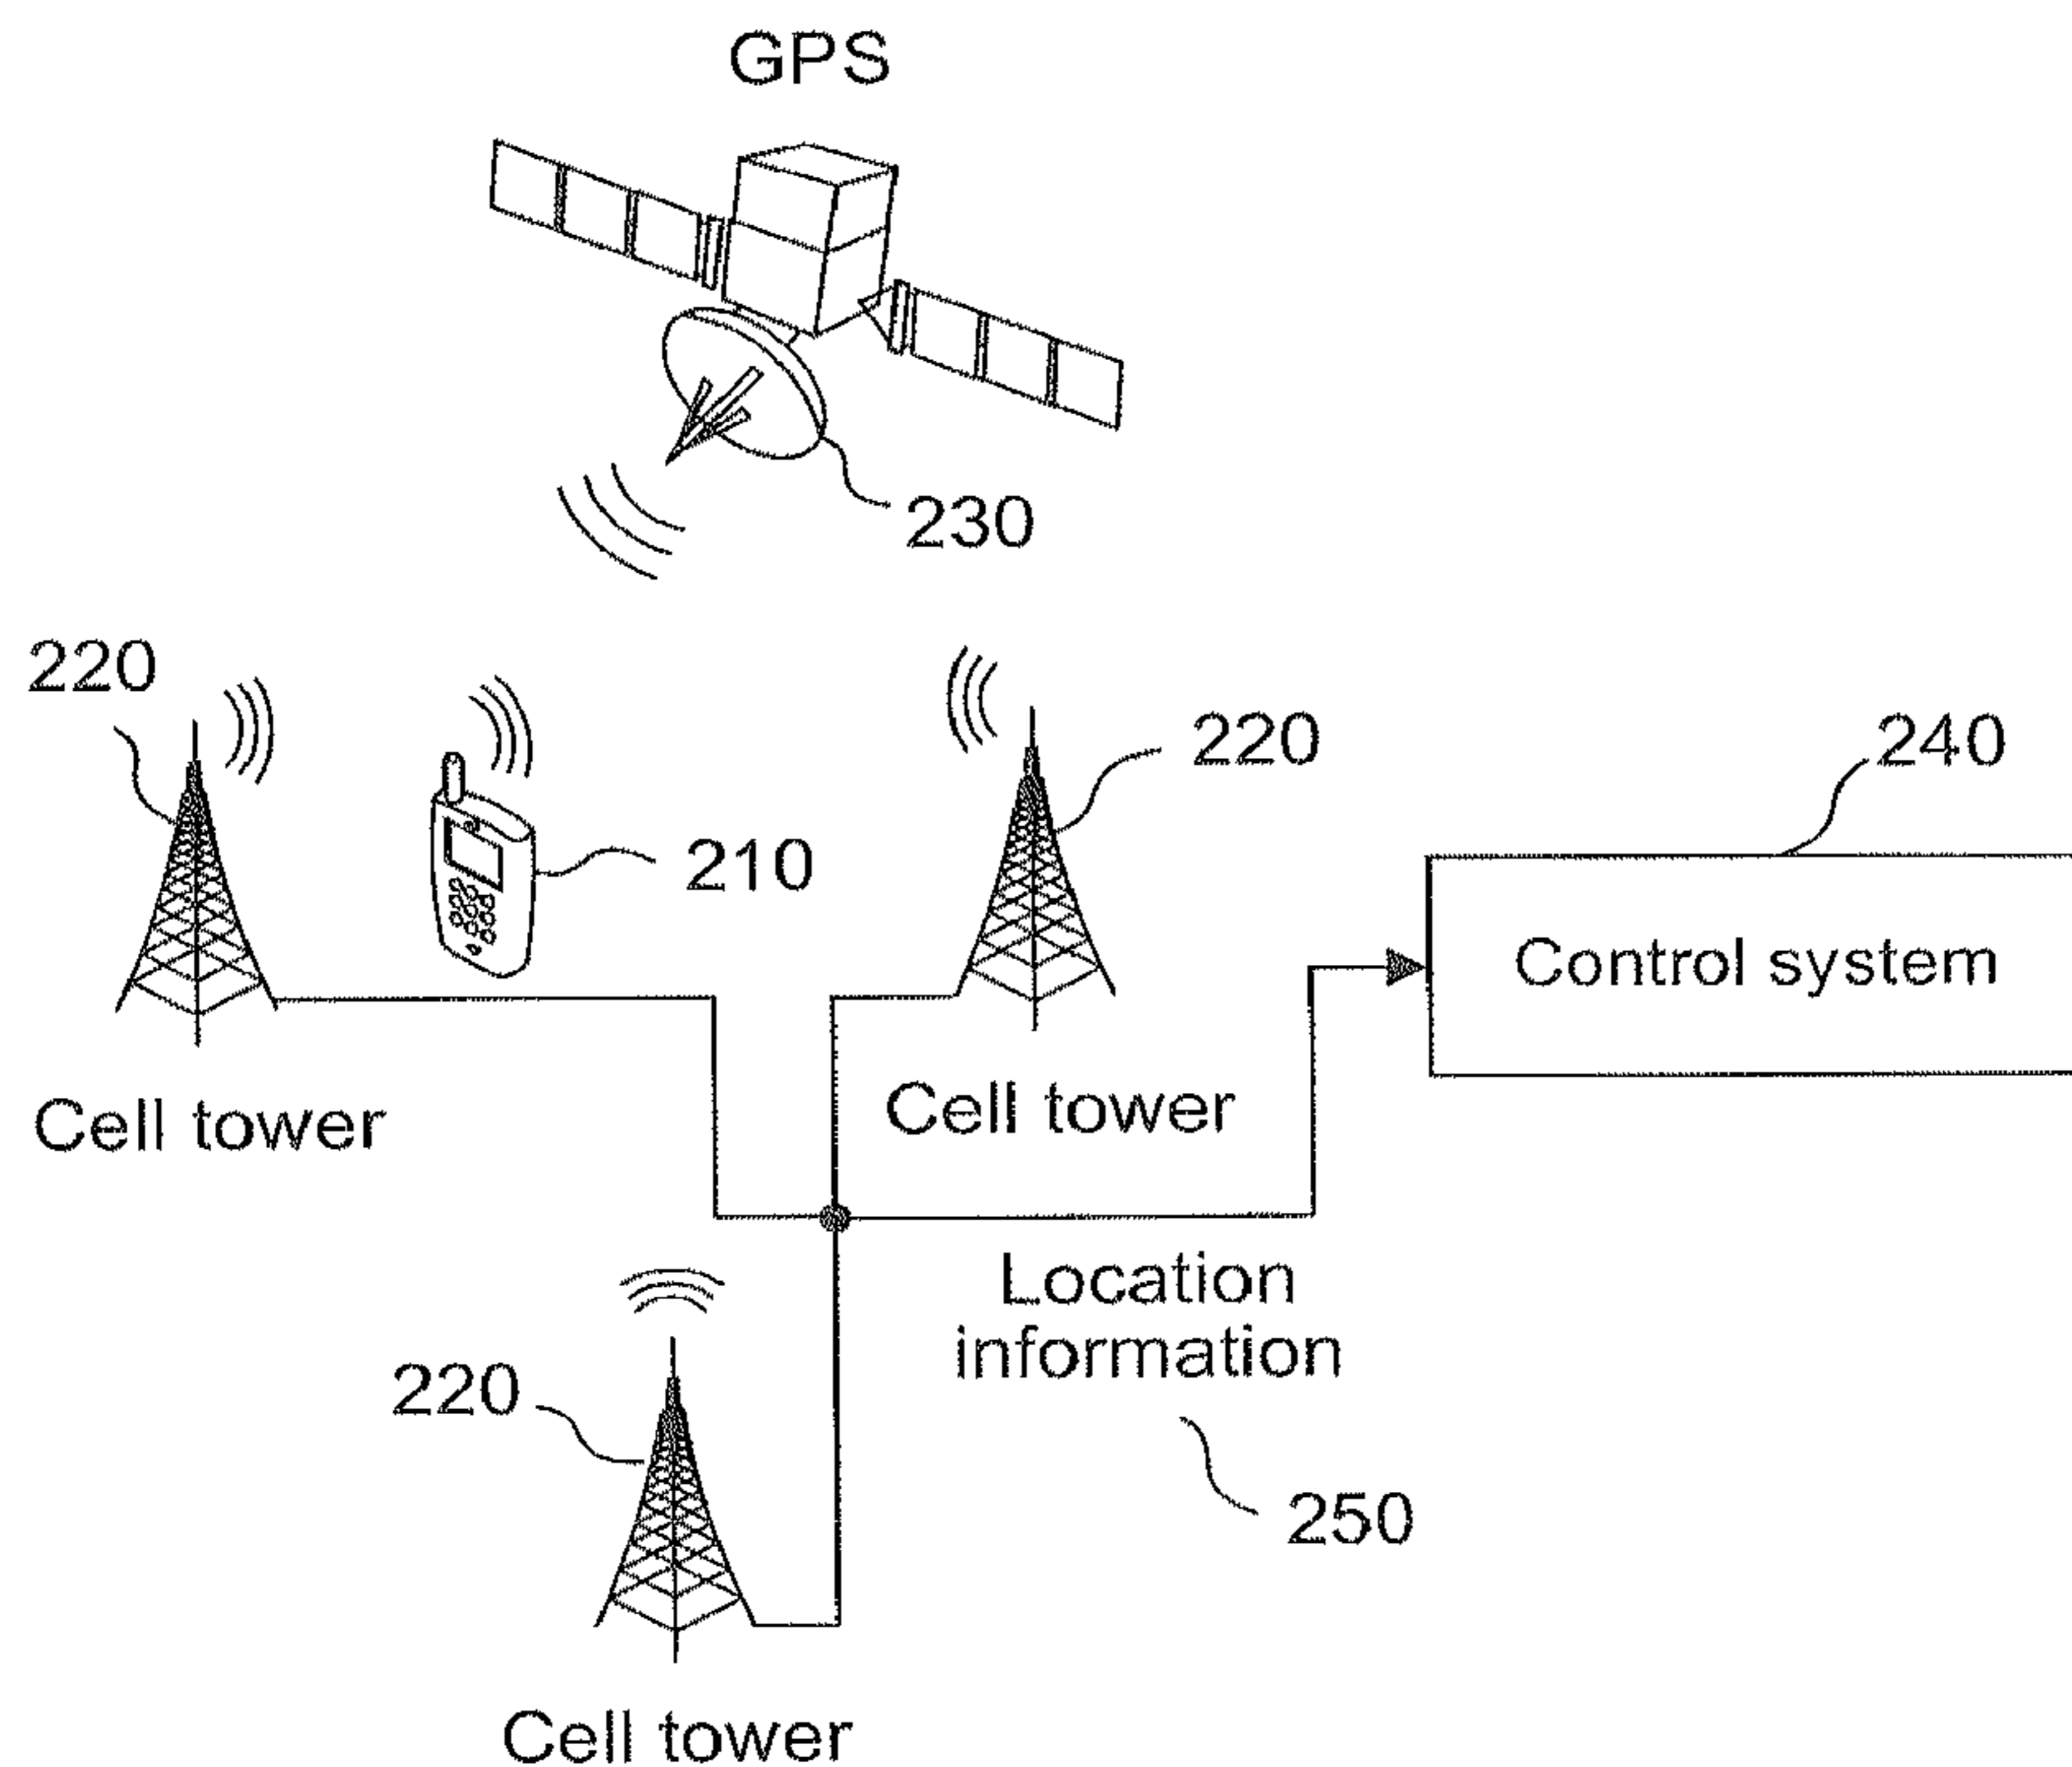 GPS
230
220
220
240
210
Control system
Cell tower
Cell tower
Location
information
220
250
Cell tower